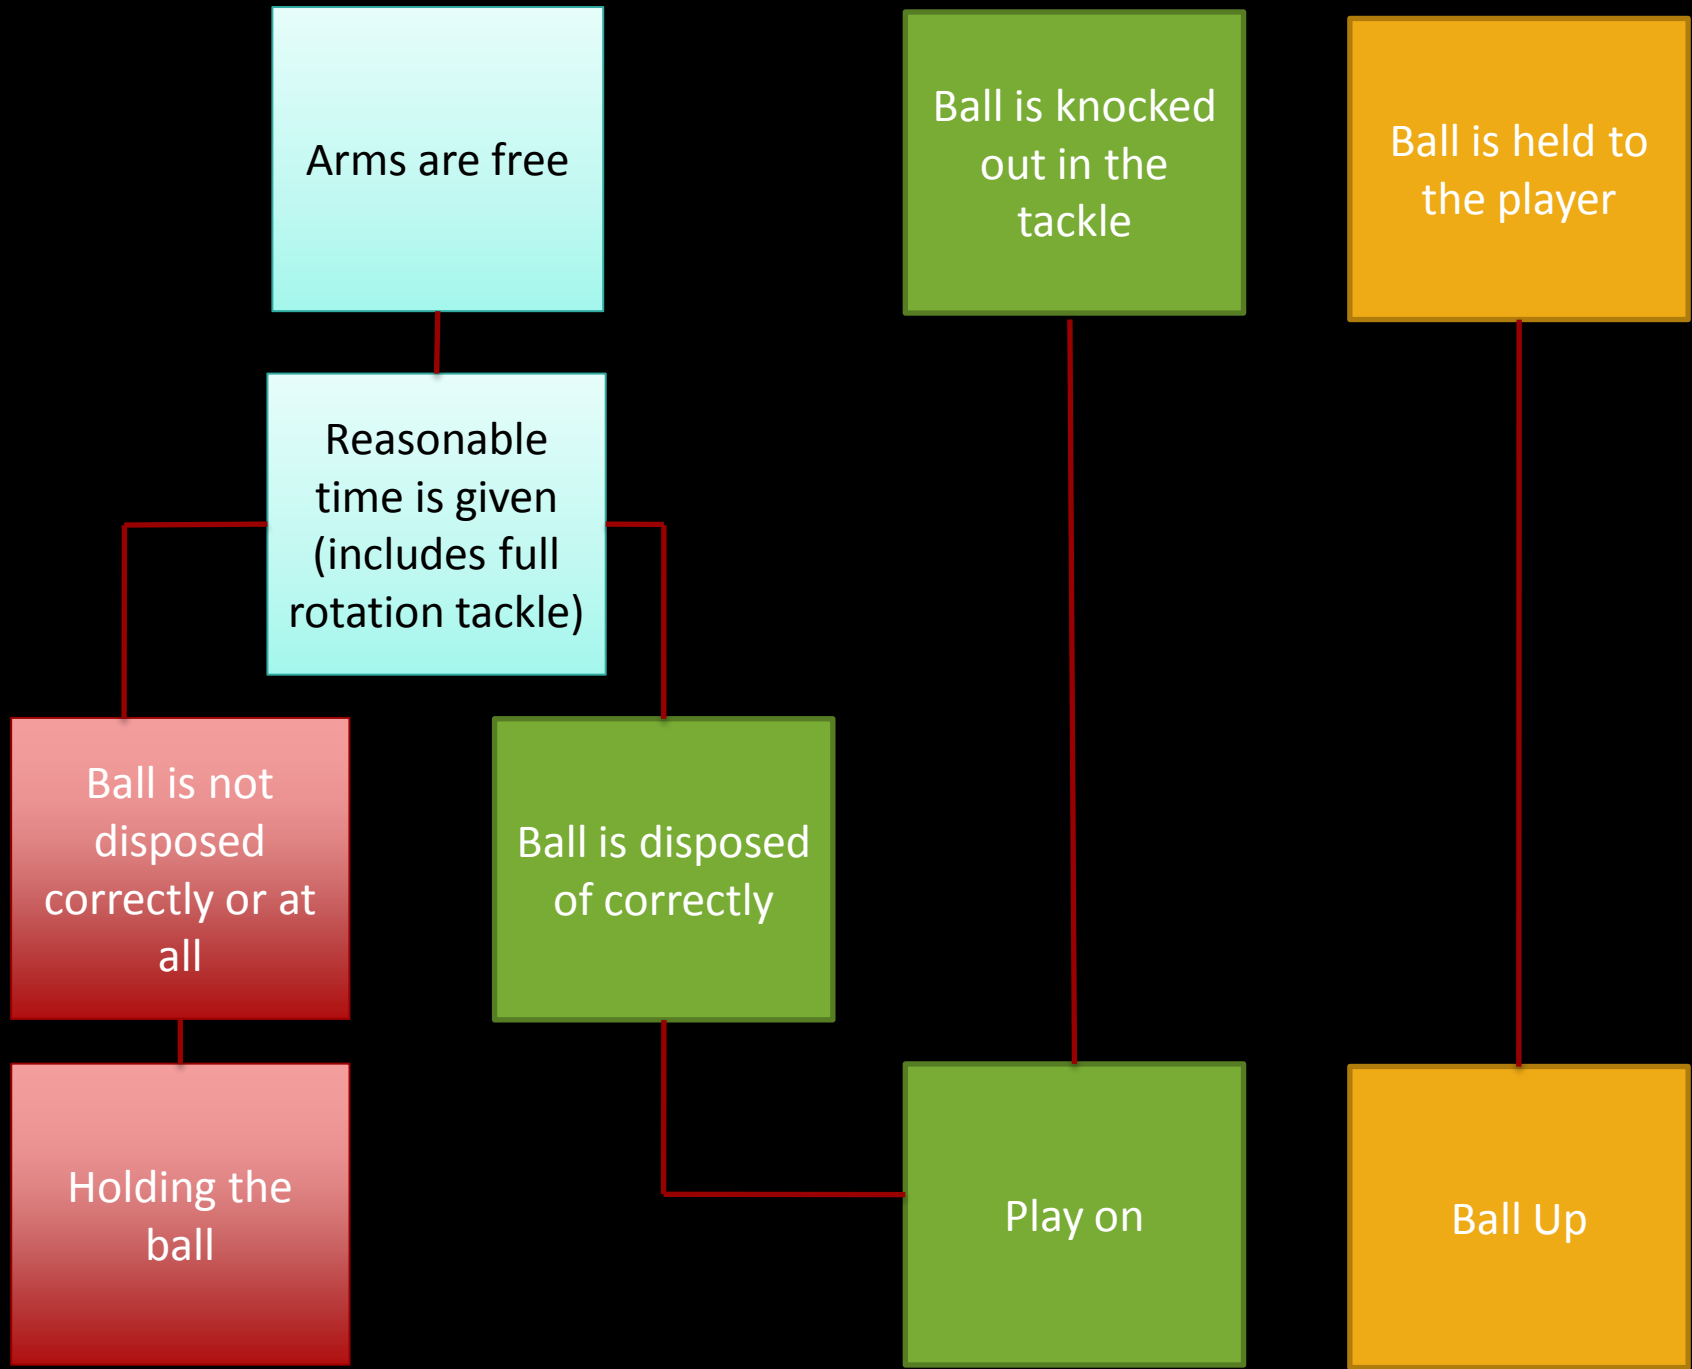 Arms are free
Ball is knocked
out in the
tackle
Ball is held to
the player
Reasonable
time is given
(includes full
rotation tackle)
Ball is not
disposed
correctly or at
all
Ball is disposed
of correctly
Holding the
ball
Play on
Ball Up